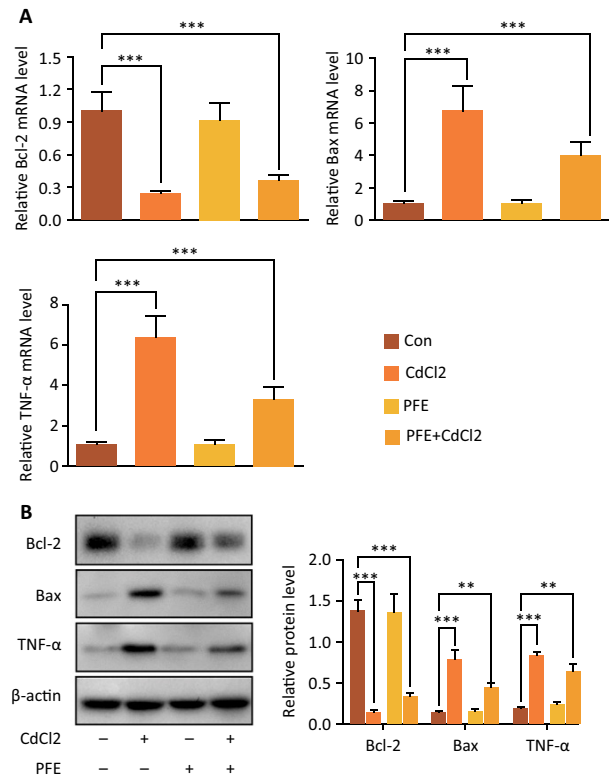 A
Relative Bcl-2 mRNA level
1.5
1.2
0.9
0.6
0.3
0.0
***
***
Relative Bax mRNA level
10
8
6
4
2
0
***
***
Relative TNF-α mRNA level
8
6
4
2
0
***
***
Con
CdCl2
PFE
PFE+CdCl2
B
Bcl-2
Bax
TNF-α
β-actin
CdCl2 – + – +
PFE – – + +
Relative protein level
2.0
1.5
1.0
0.5
0.0
***
***
**
***
**
***
Bcl-2 Bax TNF-α